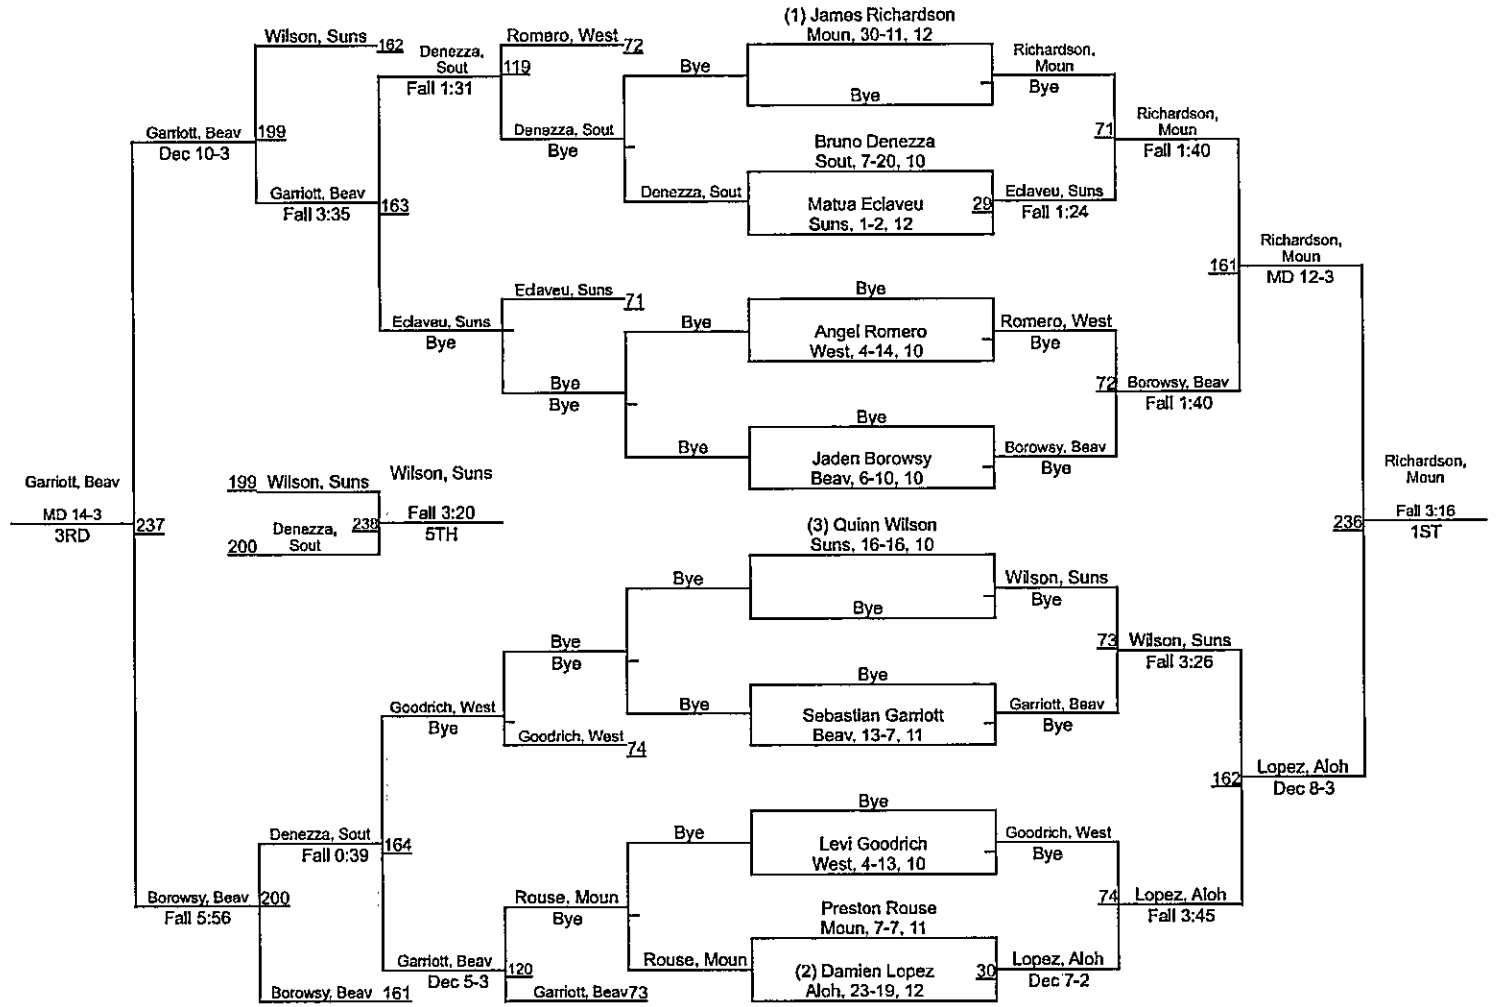 (1) James Richardson
Moun, 30-11, 12
Wilson, Suns 162
Denezza,
Sout
Fall 1:31
Romero, West 72
119
Bye
Bye
Richardson,
Moun
Bye
Garriott, Beav
Dec 10-3
199
Denezza, Sout
Bye
Bruno Denezza
Sout, 7-20, 10
71
Richardson,
Moun
Fall 1:40
Garriott, Beav
Fall 3:35
163
Denezza, Sout
Matua Eclaveu
Suns, 1-2, 12
29
Eclaveu, Suns
Fall 1:24
161
Richardson,
Moun
MD 12-3
Eclaveu, Suns
Bye
Eclaveu, Suns
71
Bye
Bye
Angel Romero
West, 4-14, 10
Romero, West
Bye
Bye
Bye
72
Borowsy, Beav
Fall 1:40
Bye
Bye
Jaden Borowsy
Beav, 6-10, 10
Borowsy, Beav
Bye
Garriott, Beav
MD 14-3
3RD
237
199 Wilson, Suns
Denezza,
200 Sout
238
Wilson, Suns
Fall 3:20
5TH
Richardson,
Moun
236
Fall 3:16
1ST
(3) Quinn Wilson
Suns, 16-16, 10
Bye
Bye
Wilson, Suns
Bye
Bye
Bye
73
Wilson, Suns
Fall 3:26
Goodrich, West
Bye
Goodrich, West 74
Bye
Bye
Sebastian Garriott
Beav, 13-7, 11
Garriott, Beav
Bye
162
Lopez, Aloh
Dec 8-3
Denezza, Sout
Fall 0:39
164
Bye
Bye
Levi Goodrich
West, 4-13, 10
Goodrich, West
Bye
Borowsy, Beav
Fall 5:56
200
Rouse, Moun
Bye
Preston Rouse
Moun, 7-7, 11
74
Lopez, Aloh
Fall 3:45
Garriott, Beav
Dec 5-3
120
Rouse, Moun
(2) Damien Lopez
Aloh, 23-19, 12
30
Lopez, Aloh
Dec 7-2
Borowsy, Beav 161
Garriott, Beav 73